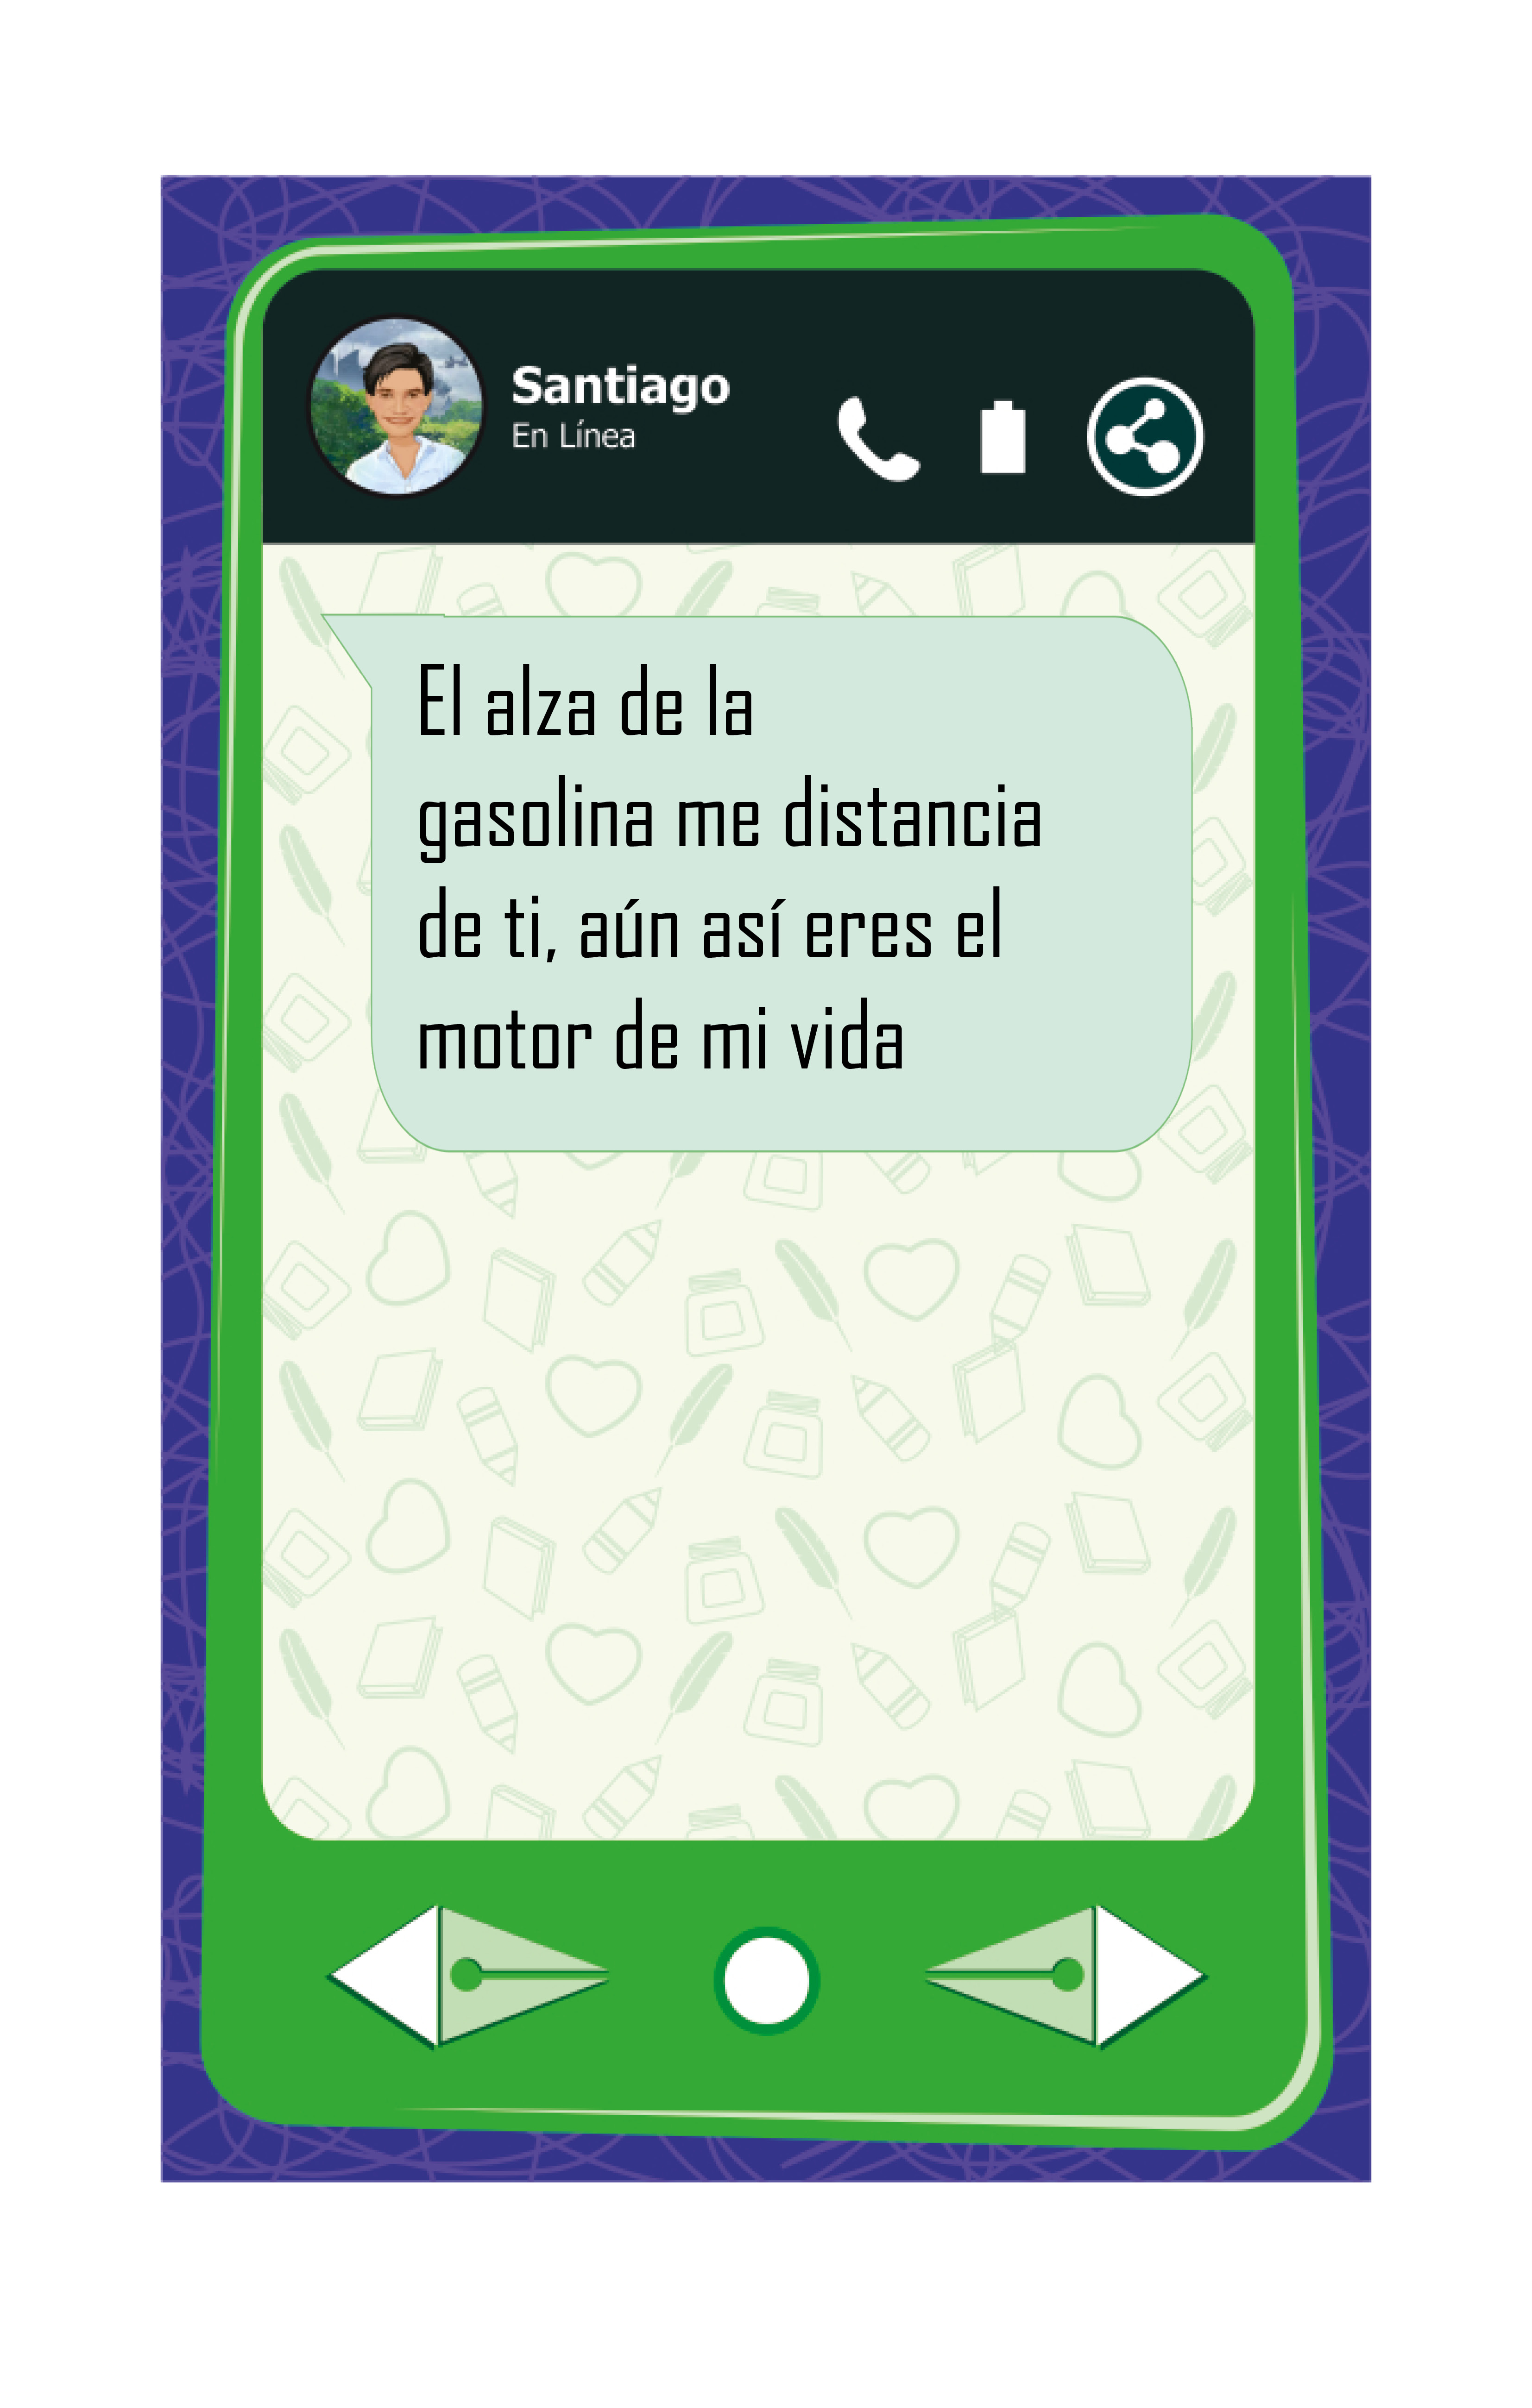 Santiago
En Línea
El alza de la
gasolina me distancia
de ti, aún así eres el
motor de mi vida